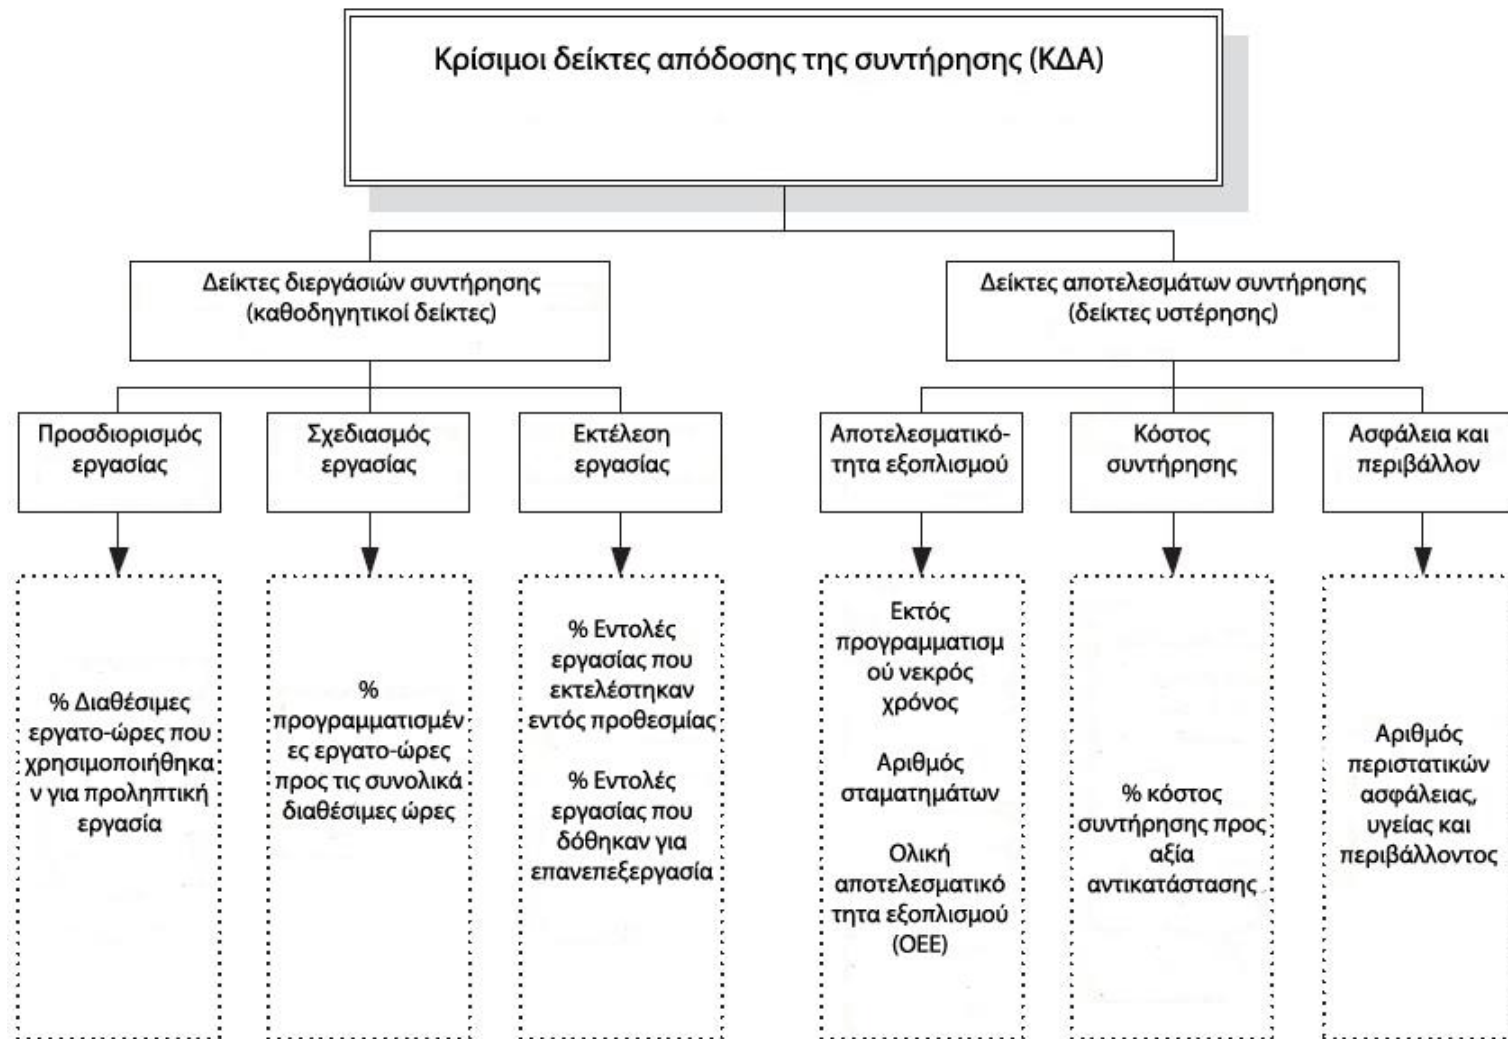 Κρίσιμοι δείκτες απόδοσης της συντήρησης (ΚΔΑ)
Δείκτες διεργάσιών συντήρησης
(καθοδηγητικοί δείκτες)
Δείκτες αποτελεσμάτων συντήρησης
(δείκτες υστέρησης)
Προσδιορισμός
εργασίας
Σχεδιασμός
εργασίας
Εκτέλεση
εργασίας
Αποτελεσματικό-
τητα εξοπλισμού
Κόστος
συντήρησης
Ασφάλεια και
περιβάλλον
% Διαθέσιμες
εργατο-ώρες που
χρησιμοποιήθηκα
ν για προληπτική
εργασία
%
προγραμματισμέν
ες εργατο-ώρες
προς τις συνολικά
διαθέσιμες ώρες
% Εντολές
εργασίας που
εκτελέστηκαν
εντός προθεσμίας
% Εντολές
εργασίας που
δόθηκαν για
επανεπεξεργασία
Εκτός
προγραμματισμ
ού νεκρός
χρόνος
Αριθμός
σταματημάτων
Ολική
αποτελεσματικό
τητα εξοπλισμού
(ΟΕΕ)
% κόστος
συντήρησης προς
αξία
αντικατάστασης
Αριθμός
περιστατικών
ασφάλειας,
υγείας και
περιβάλλοντος